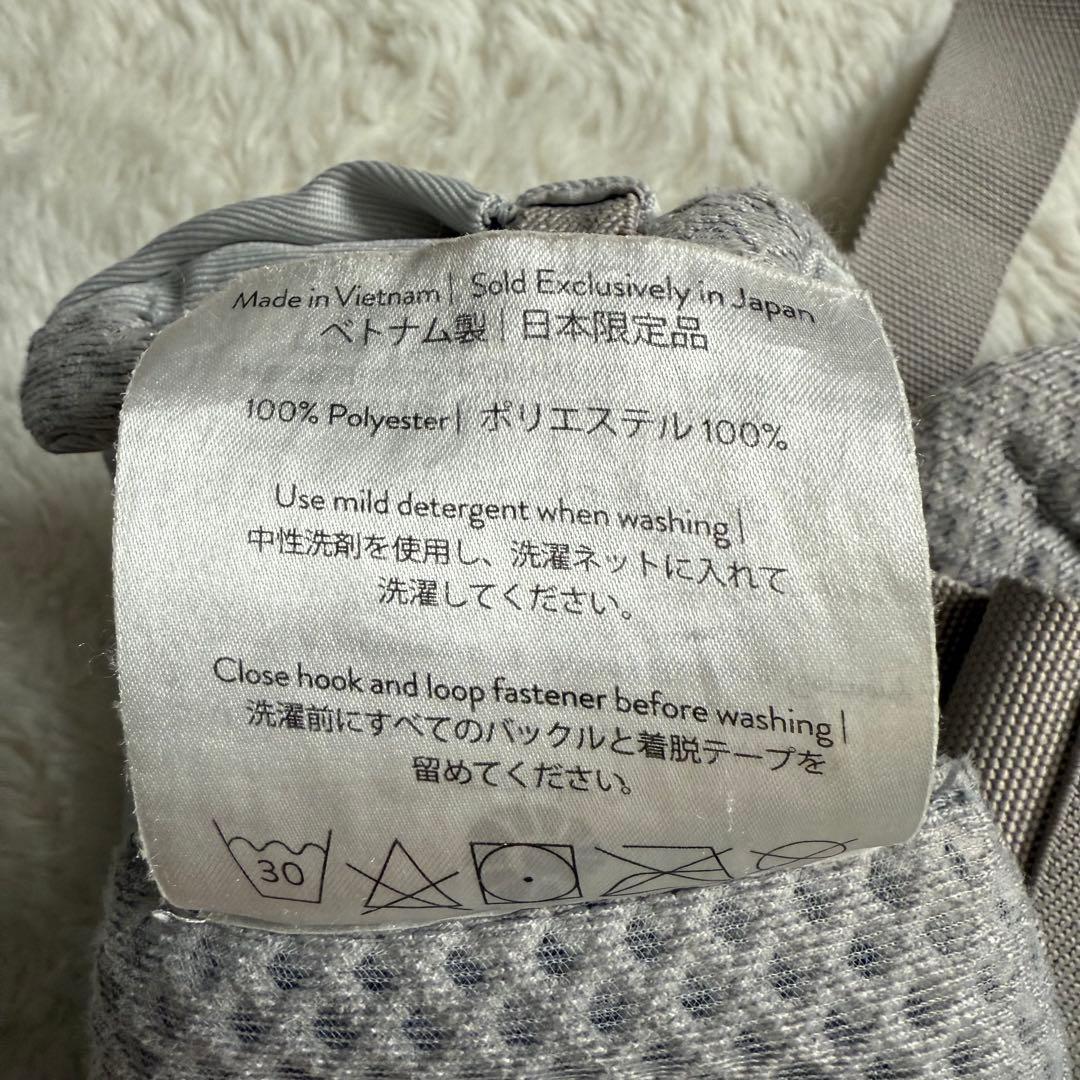 Made in Vietnam | Sold Exclusively in Japan
ベトナム製 | 日本限定品
100% Polyester | ポリエステル 100%
Use mild detergent when washing |
中性洗剤を使用し、洗濯ネットに入れて
洗濯してください。
Close hook and loop fastener before washing |
洗濯前にすべてのバックルと着脱テープを
留めてください。
30